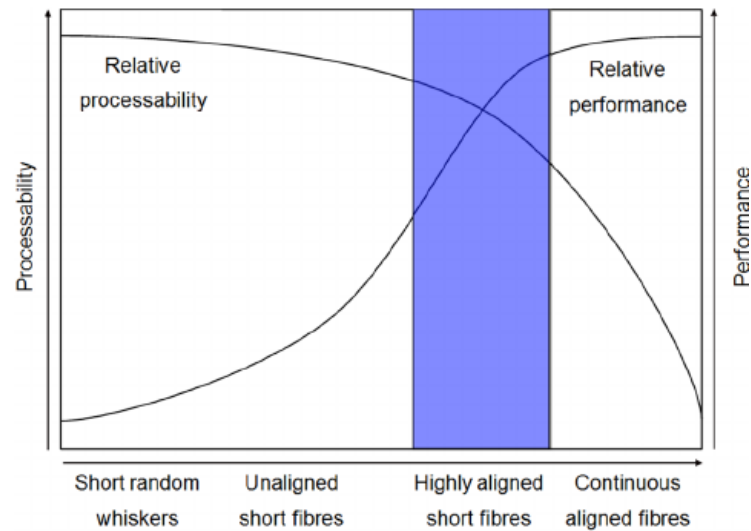 Relative
processability
Relative
performance
Processability
Performance
Short random
whiskers
Unaligned
short fibres
Highly aligned
short fibres
Continuous
aligned fibres